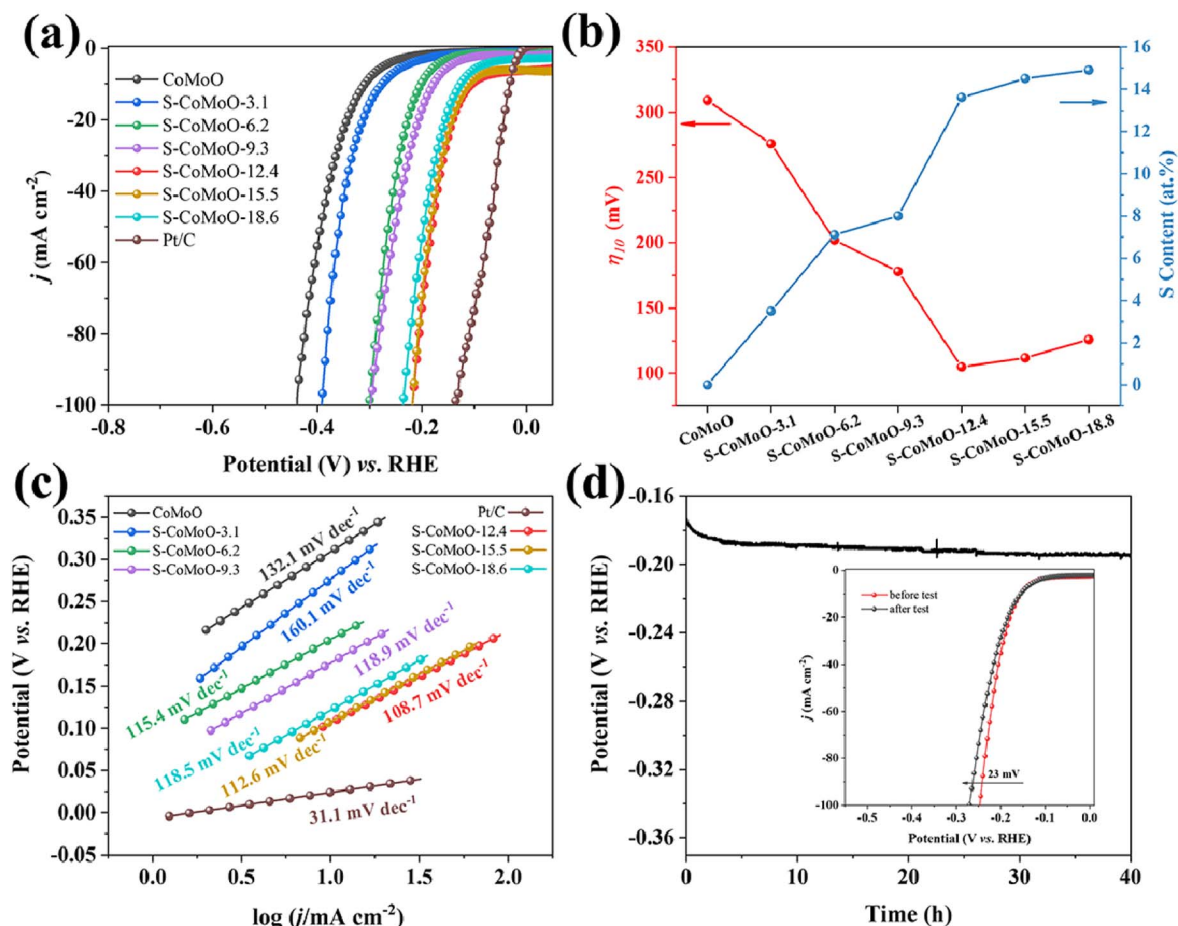 (a)
0
-20
-40
-60
-80
-100
j (mA cm⁻²)
CoMoO
S-CoMoO-3.1
S-CoMoO-6.2
S-CoMoO-9.3
S-CoMoO-12.4
S-CoMoO-15.5
S-CoMoO-18.6
Pt/C
-0.8
-0.6
-0.4
-0.2
0.0
Potential (V) vs. RHE
(b)
350
300
250
200
150
100
η10 (mV)
16
14
12
10
8
6
4
2
0
S Content (at.%)
CoMoO
S-CoMoO-3.1
S-CoMoO-6.2
S-CoMoO-9.3
S-CoMoO-12.4
S-CoMoO-15.5
S-CoMoO-18.8
(c)
0.35
0.30
0.25
0.20
0.15
0.10
0.05
0.00
-0.05
Potential (V vs. RHE)
CoMoO
S-CoMoO-3.1
S-CoMoO-6.2
S-CoMoO-9.3
Pt/C
S-CoMoO-12.4
S-CoMoO-15.5
S-CoMoO-18.6
132.1 mV dec⁻¹
160.1 mV dec⁻¹
115.4 mV dec⁻¹
118.9 mV dec⁻¹
118.5 mV dec⁻¹
112.6 mV dec⁻¹
108.7 mV dec⁻¹
31.1 mV dec⁻¹
0.0
0.5
1.0
1.5
2.0
log (j/mA cm⁻²)
(d)
-0.16
-0.20
-0.24
-0.28
-0.32
-0.36
Potential (V vs. RHE)
0
10
20
30
40
Time (h)
before test
after test
0
-20
-40
-60
-80
-100
j (mA cm⁻²)
23 mV
-0.5
-0.4
-0.3
-0.2
-0.1
0.0
Potential (V vs. RHE)